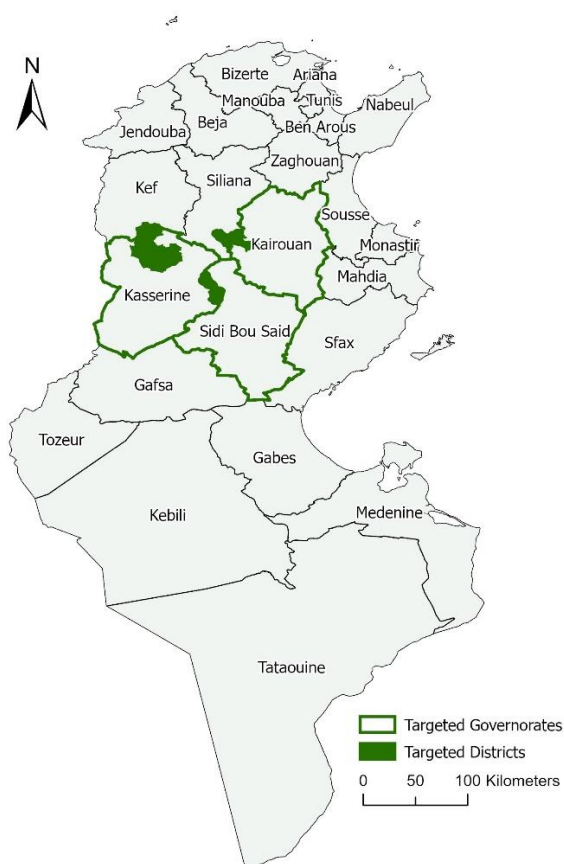 N
Bizerte
Ariana
Manouba
Tunis
Nabeul
Jendouba
Beja
Ben Arous
Zaghouan
Kef
Siliana
Sousse
Kairouan
Monastir
Mahdia
Kasserine
Sidi Bou Said
Sfax
Gafsa
Tozeur
Gabes
Kebili
Medenine
Tataouine
Targeted Governorates
Targeted Districts
0 50 100 Kilometers